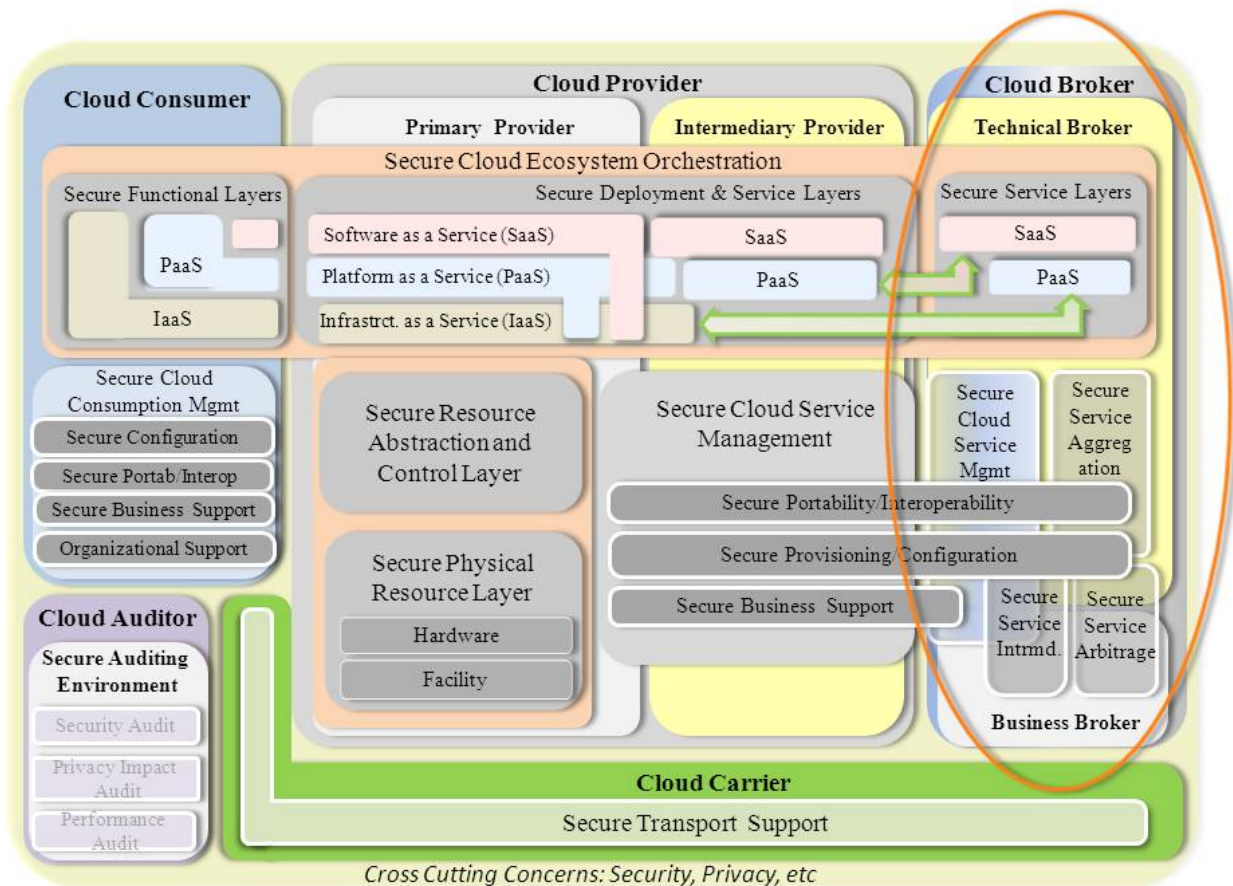 Cloud Consumer
Cloud Provider
Cloud Broker
Primary Provider
Intermediary Provider
Technical Broker
Secure Cloud Ecosystem Orchestration
Secure Functional Layers
PaaS
IaaS
Secure Deployment & Service Layers
Software as a Service (SaaS)
Platform as a Service (PaaS)
Infrastrct. as a Service (IaaS)
SaaS
PaaS
Secure Service Layers
SaaS
PaaS
Secure Cloud
Consumption Mgmt
Secure Configuration
Secure Portab/Interop
Secure Business Support
Organizational Support
Secure Resource
Abstraction and
Control Layer
Secure Physical
Resource Layer
Hardware
Facility
Secure Cloud Service
Management
Secure Portability/Interoperability
Secure Provisioning/Configuration
Secure Business Support
Secure
Cloud
Service
Mgmt
Secure
Service
Aggreg
ation
Secure
Service
Intrmd.
Secure
Service
Arbitrage
Business Broker
Cloud Auditor
Secure Auditing
Environment
Security Audit
Privacy Impact
Audit
Performance
Audit
Cloud Carrier
Secure Transport Support
Cross Cutting Concerns: Security, Privacy, etc